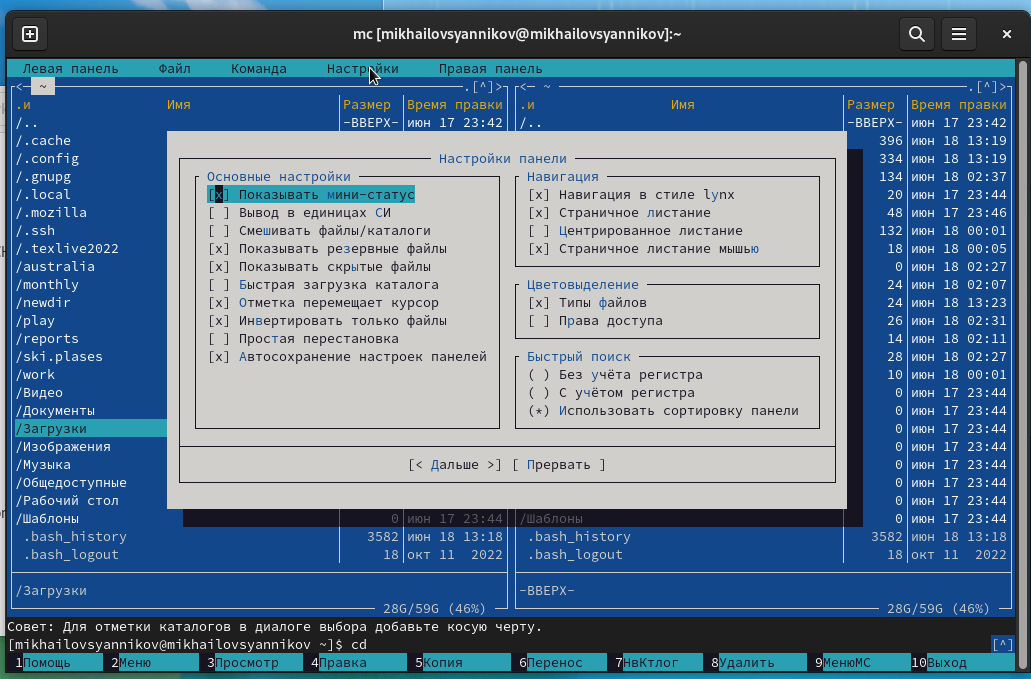 mc [mikhailovsyannikov@mikhailovsyannikov]:~
Левая панель Файл Команда Настройки Правая панель
<— ~ .[^]> <— ~ .[^]>
.и Имя Размер Время правки .и Имя Размер Время правки
/.. -ВВЕРХ- июн 17 23:42 /.. -ВВЕРХ- июн 17 23:42
/.cache 396 июн 18 13:19
/.config 334 июн 18 13:19
/.gnupg 134 июн 18 02:37
/.local 20 июн 17 23:44
/.mozilla 48 июн 17 23:46
/.ssh 132 июн 18 00:01
/.texlive2022 18 июн 18 00:05
/australia 0 июн 18 02:27
/monthly 24 июн 18 02:07
/newdir 24 июн 18 13:23
/play 26 июн 18 02:31
/reports 14 июн 18 02:11
/ski.plases 28 июн 18 02:27
/work 10 июн 18 00:01
/Видео 0 июн 17 23:44
/Документы 0 июн 17 23:44
/Загрузки 0 июн 17 23:44
/Изображения 0 июн 17 23:44
/Музыка 0 июн 17 23:44
/Общедоступные 0 июн 17 23:44
/Рабочий стол 0 июн 17 23:44
/Шаблоны 0 июн 17 23:44 /Шаблоны 0 июн 17 23:44
.bash_history 3582 июн 18 13:18 .bash_history 3582 июн 18 13:18
.bash_logout 18 окт 11 2022 .bash_logout 18 окт 11 2022
/Загрузки -ВВЕРХ-
28G/59G (46%) 28G/59G (46%)
Настройки панели
Основные настройки
[x] Показывать мини-статус
[ ] Вывод в единицах СИ
[ ] Смешивать файлы/каталоги
[x] Показывать резервные файлы
[x] Показывать скрытые файлы
[ ] Быстрая загрузка каталога
[x] Отметка перемещает курсор
[x] Инвертировать только файлы
[ ] Простая перестановка
[x] Автосохранение настроек панелей
Навигация
[x] Навигация в стиле lynx
[x] Страничное листание
[ ] Центрированное листание
[x] Страничное листание мышью
Цветовыделение
[x] Типы файлов
[ ] Права доступа
Быстрый поиск
( ) Без учёта регистра
( ) С учётом регистра
(*) Использовать сортировку панели
[< Дальше >] [ Прервать ]
Совет: Для отметки каталогов в диалоге выбора добавьте косую черту.
[mikhailovsyannikov@mikhailovsyannikov ~]$ cd [^]
1Помощь 2Меню 3Просмотр 4Правка 5Копия 6Перенос 7НвКтлог 8Удалить 9МенюМС 10Выход